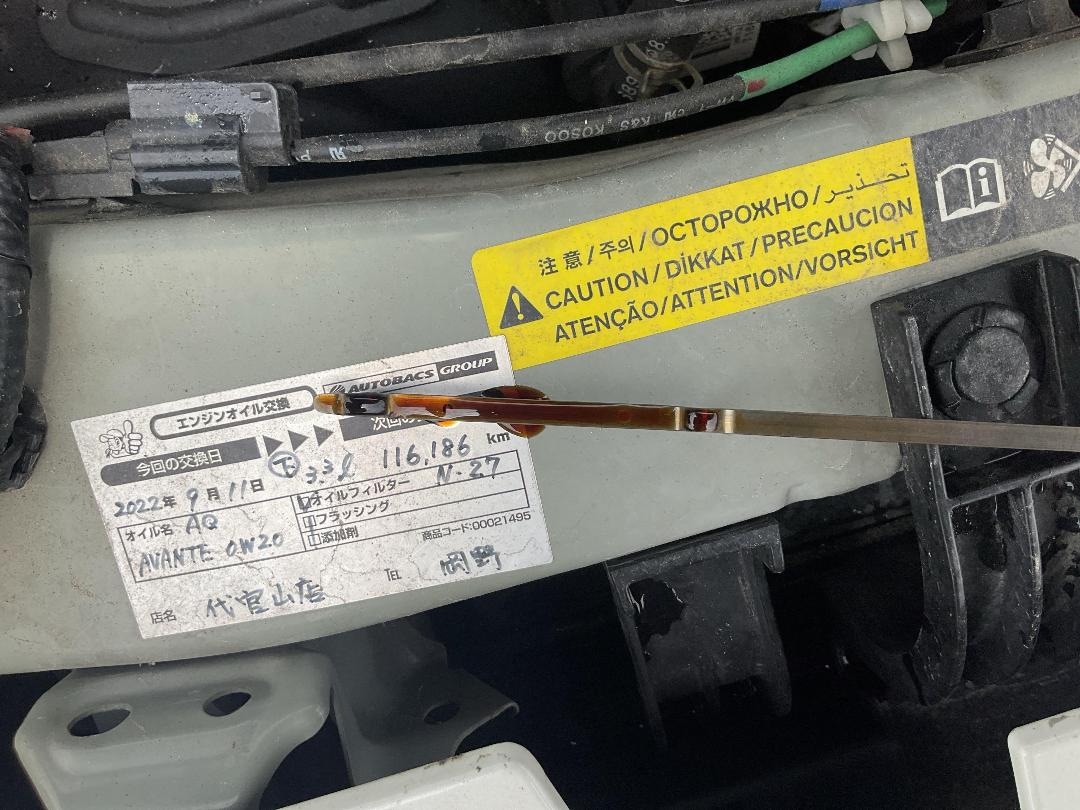 K&S KOSOO
注意/주의/ОСТОРОЖНО/تحذير
CAUTION/DİKKAT/PRECAUCION
ATENÇÃO/ATTENTION/VORSICHT
AUTOBACS GROUP
エンジンオイル交換
今回の交換日
次回の
2022年 9月 11日
3.3ℓ 116,186 km
オイル名 AQ
AVANTE 0W20
オイルフィルター N-27
フラッシング
添加剤
商品コード:00021495
店名 代官山店
TEL 岡野